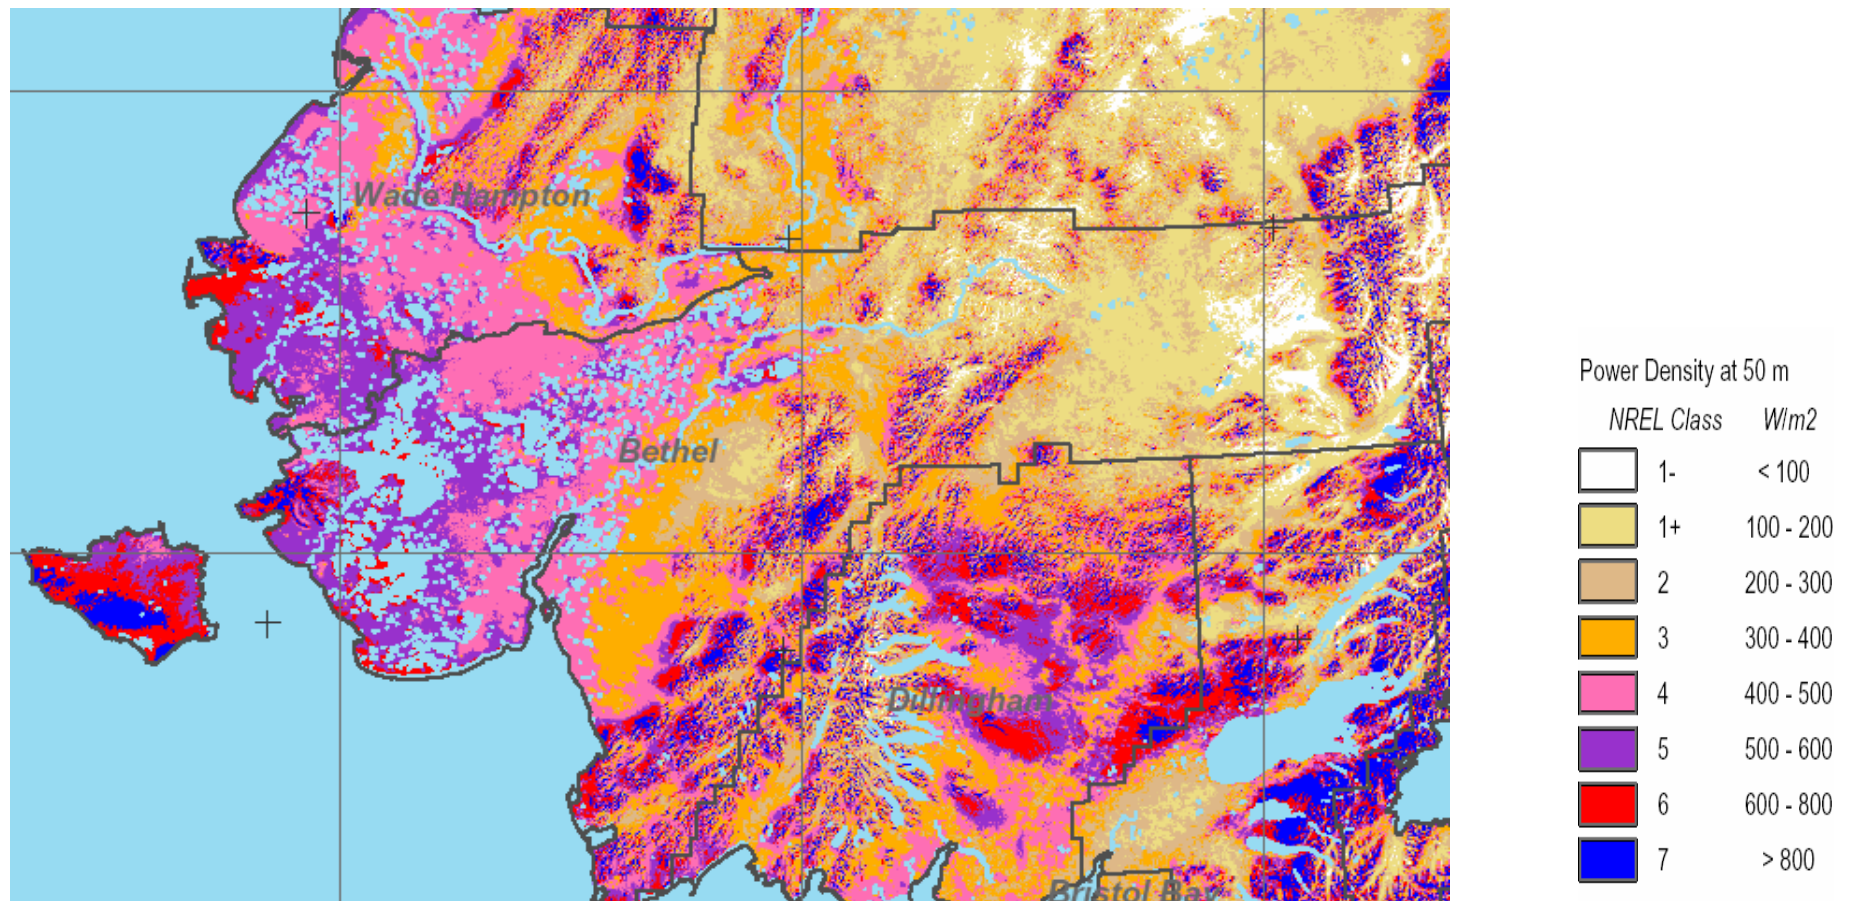 Wade Hampton
Bethel
Dillingham
Bristol Bay
Power Density at 50 m
NREL Class W/m2
1- < 100
1+ 100 - 200
2 200 - 300
3 300 - 400
4 400 - 500
5 500 - 600
6 600 - 800
7 > 800